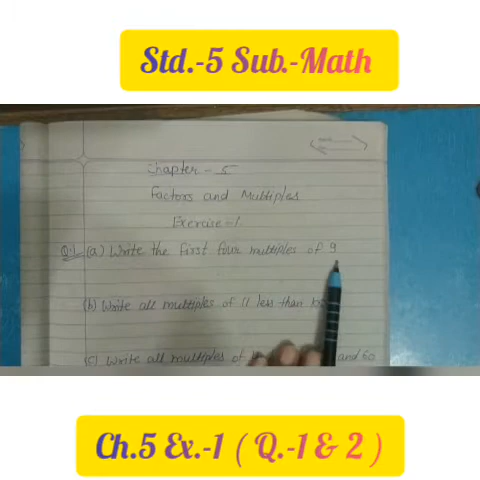 Std.-5 Sub.-Math
Chapter - 5
Factors and Multiples
Exercise - 1.
Q.1 (a) Write the first four multiples of 9
(b) Write all multiples of 11 less than
(c) Write all multiples of and 60
Ch.5 Ex.-1 ( Q.-1 & 2 )